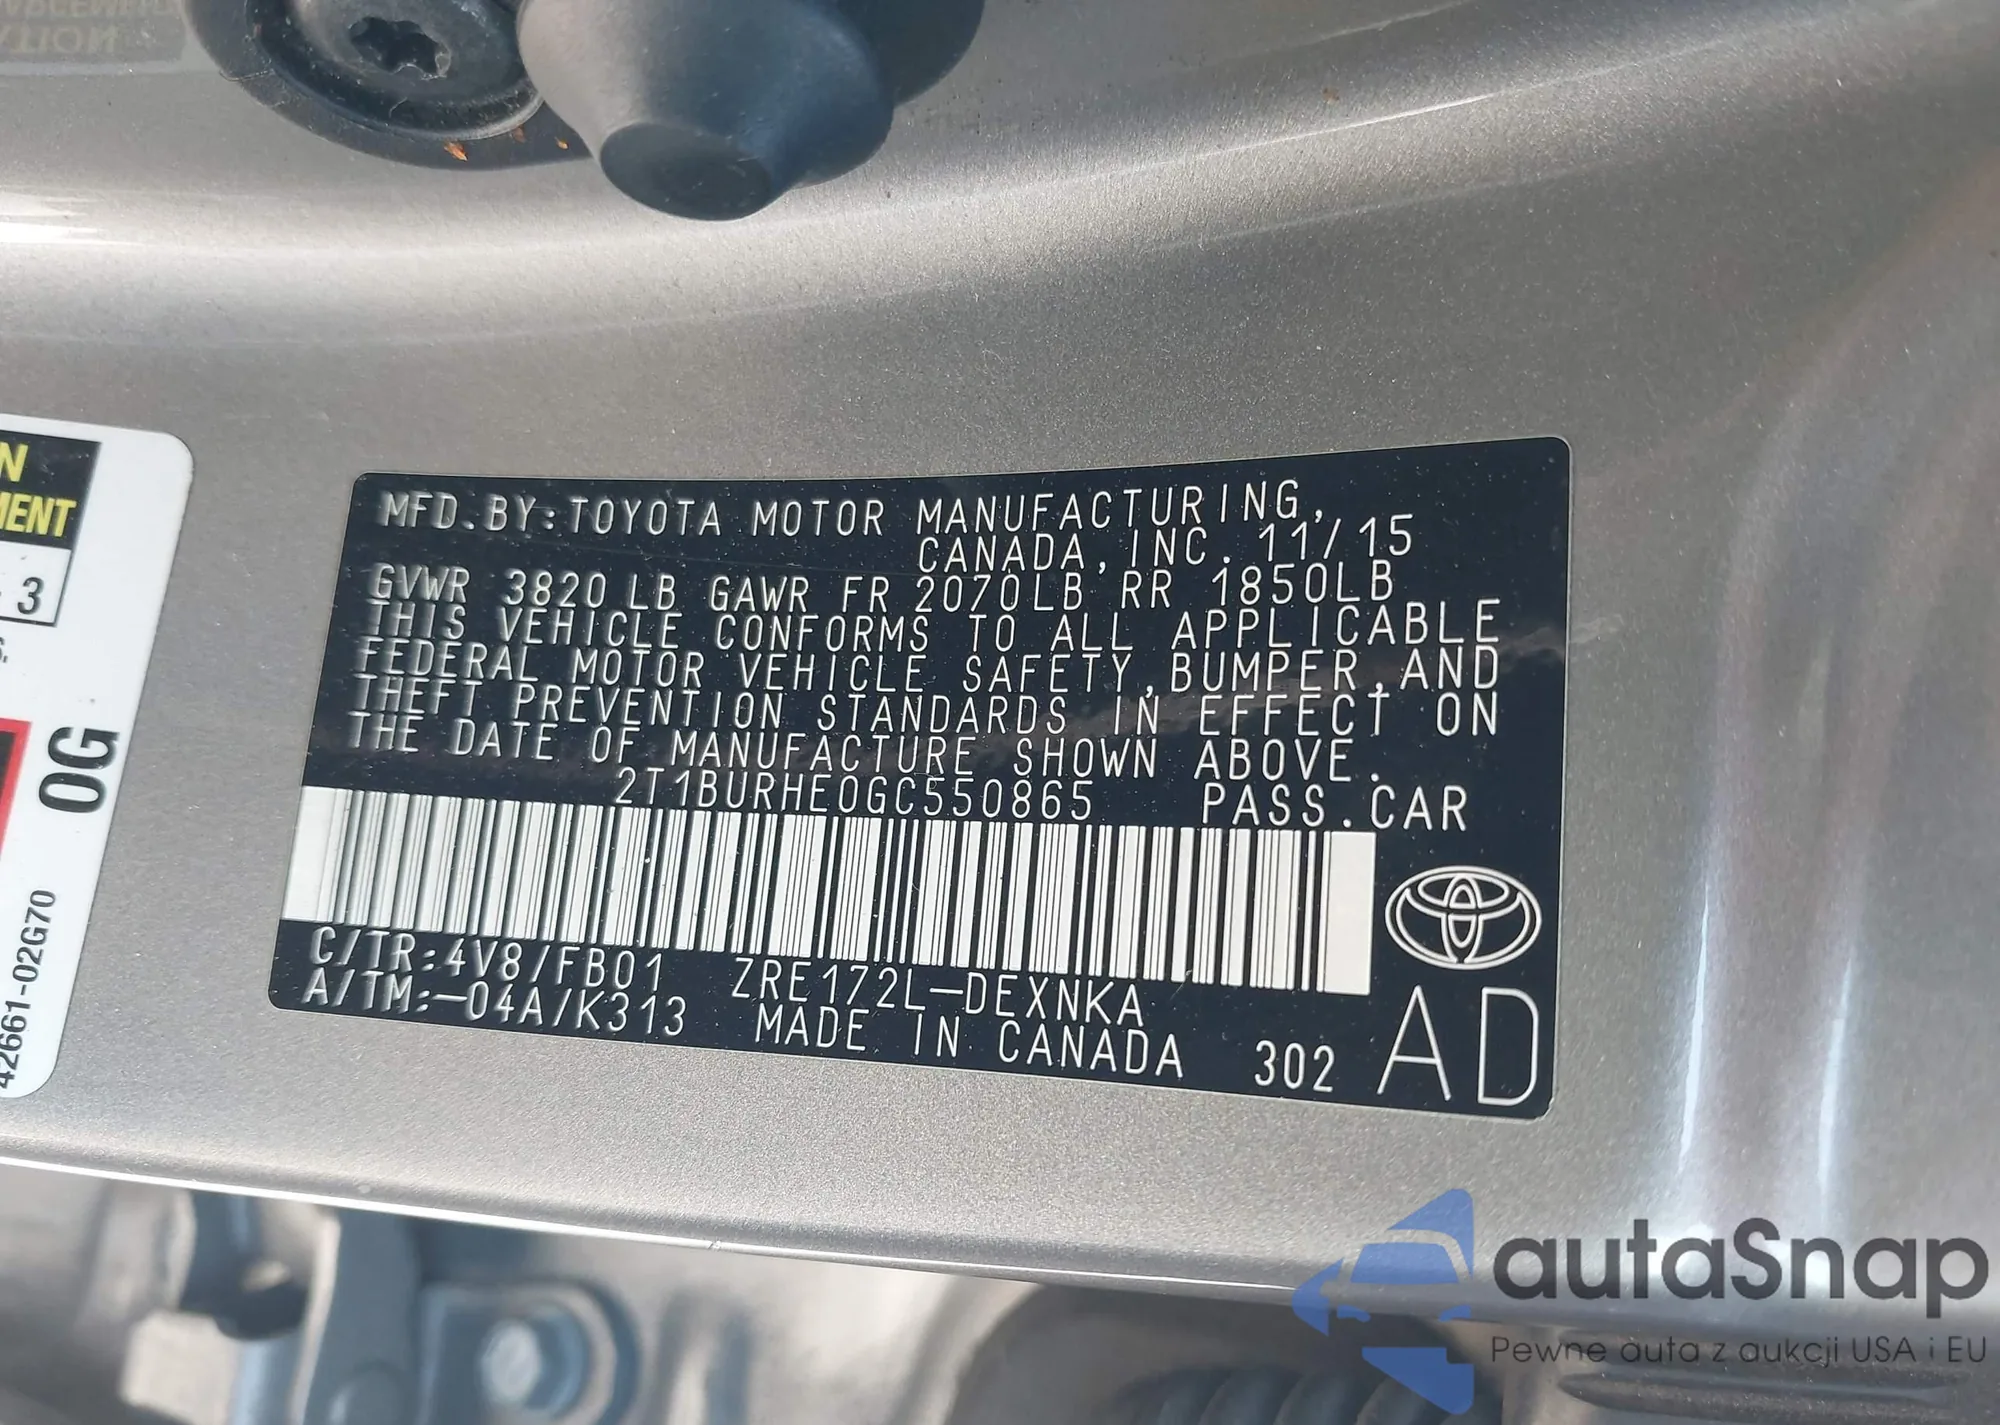 MFD.BY:TOYOTA MOTOR MANUFACTURING,
CANADA,INC. 11/15
GVWR 3820 LB GAWR FR 2070LB RR 1850LB
THIS VEHICLE CONFORMS TO ALL APPLICABLE
FEDERAL MOTOR VEHICLE SAFETY,BUMPER,AND
THEFT PREVENTION STANDARDS IN EFFECT ON
THE DATE OF MANUFACTURE SHOWN ABOVE.
2T1BURHE0GC550865 PASS.CAR
C/TR:4V8/FB01 ZRE172L-DEXNKA
A/TM:-04A/K313 MADE IN CANADA 302 AD
3
0G
42661-02G70
autaSnap
Pewne auta z aukcji USA i EU